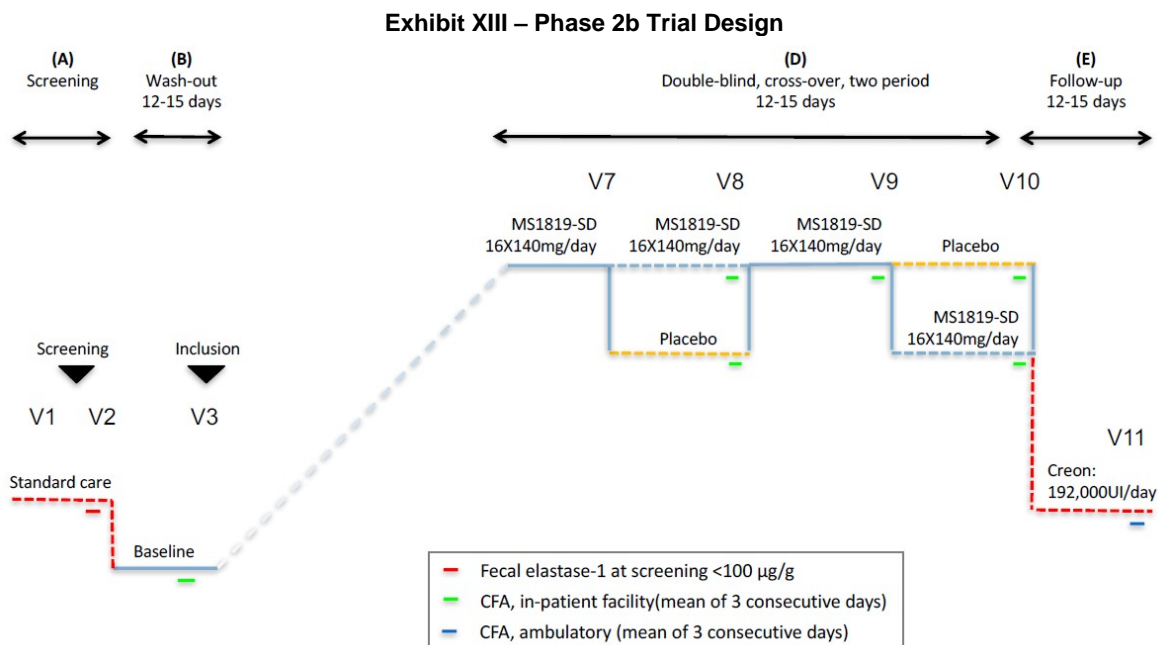 Exhibit XIII – Phase 2b Trial Design
(A)
Screening
(B)
Wash-out
12-15 days
(D)
Double-blind, cross-over, two period
12-15 days
(E)
Follow-up
12-15 days
V7
V8
V9
V10
MS1819-SD
16X140mg/day
MS1819-SD
16X140mg/day
MS1819-SD
16X140mg/day
Placebo
Placebo
MS1819-SD
16X140mg/day
Screening
Inclusion
V1
V2
V3
V11
Standard care
Baseline
Creon:
192,000UI/day
Fecal elastase-1 at screening <100 µg/g
CFA, in-patient facility(mean of 3 consecutive days)
CFA, ambulatory (mean of 3 consecutive days)